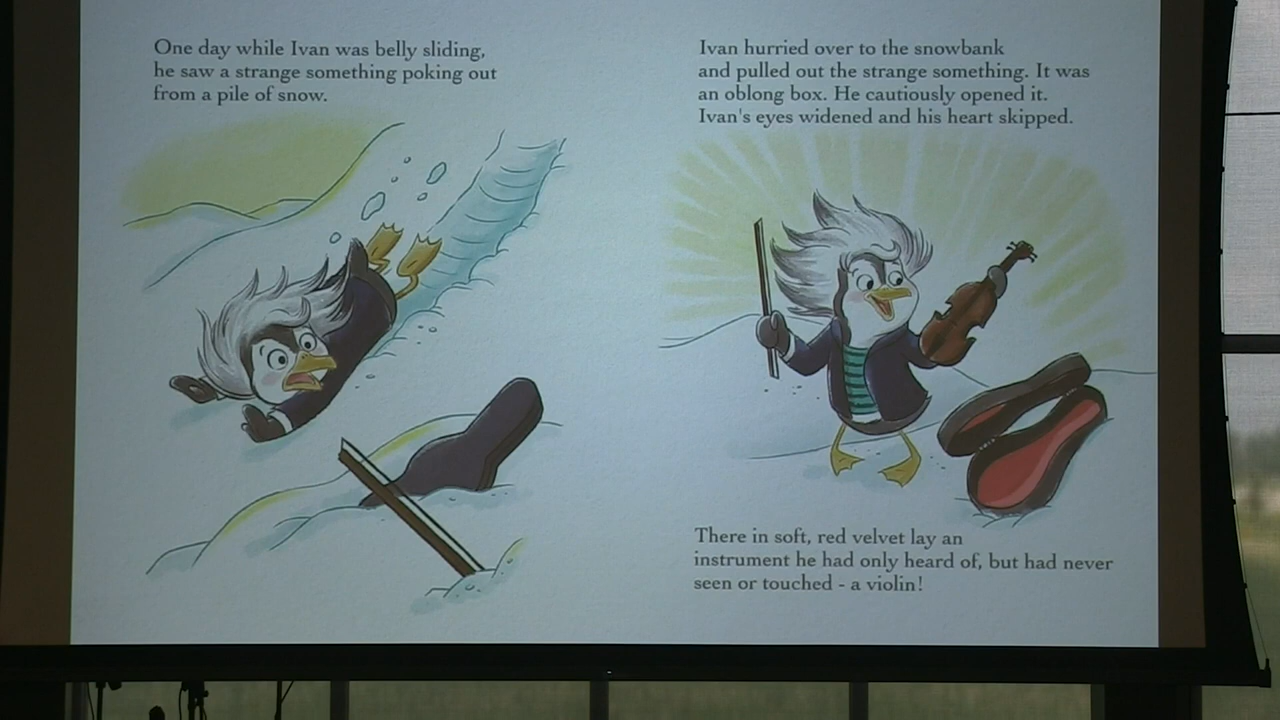 One day while Ivan was belly sliding,
he saw a strange something poking out
from a pile of snow.
Ivan hurried over to the snowbank
and pulled out the strange something. It was
an oblong box. He cautiously opened it.
Ivan's eyes widened and his heart skipped.
There in soft, red velvet lay an
instrument he had only heard of, but had never
seen or touched - a violin!